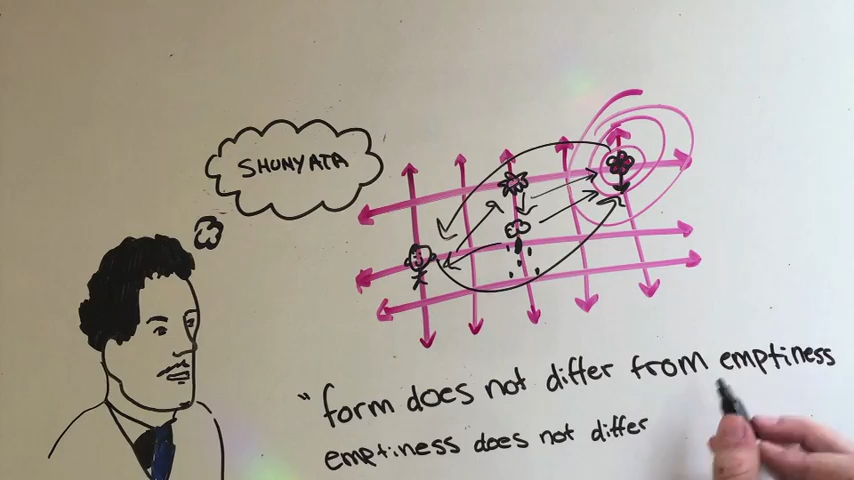 SHUNYATA
"form does not differ from emptiness
emptiness does not differ